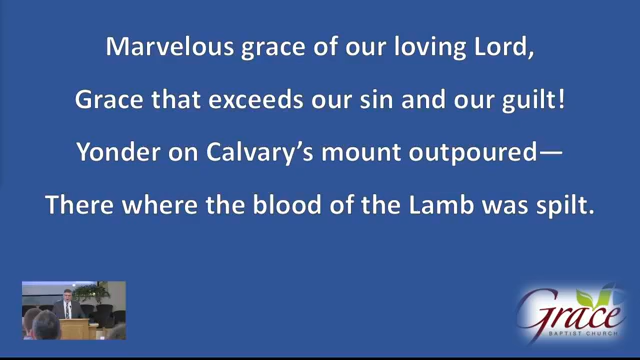 Marvelous grace of our loving Lord,
Grace that exceeds our sin and our guilt!
Yonder on Calvary’s mount outpoured—
There where the blood of the Lamb was spilt.
Grace
BAPTIST CHURCH